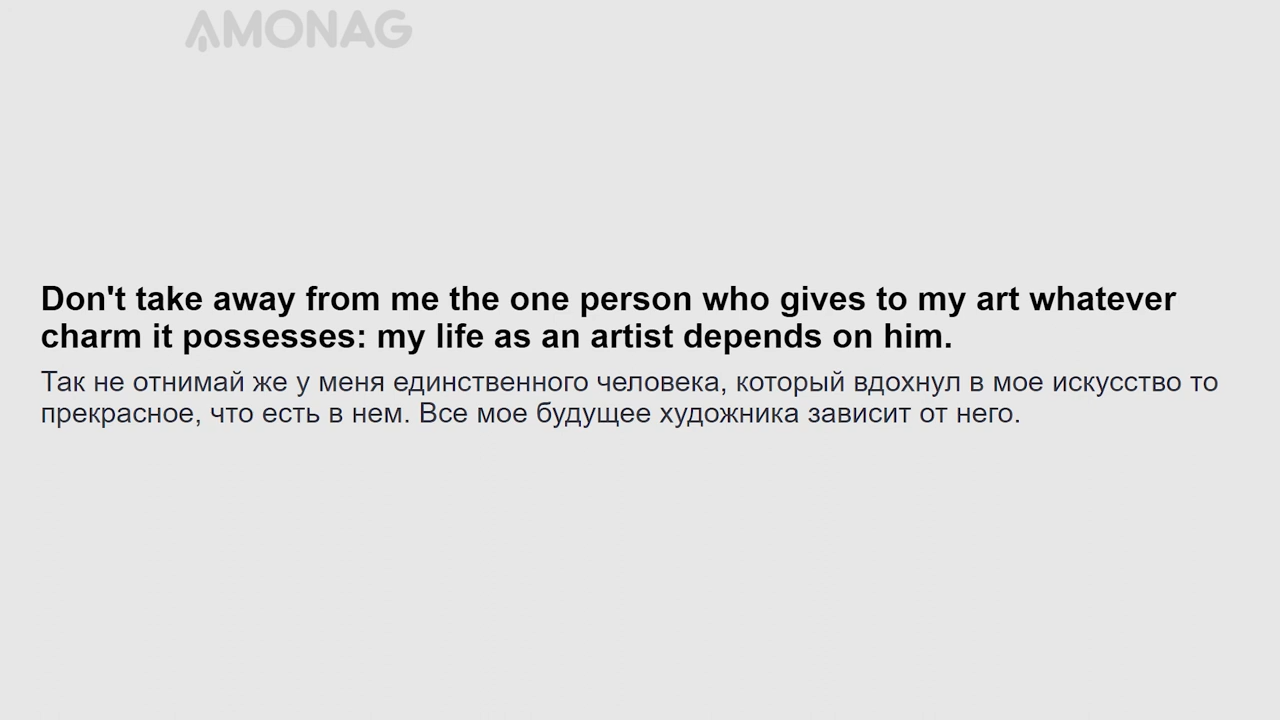 AMONAG
Don't take away from me the one person who gives to my art whatever
charm it possesses: my life as an artist depends on him.
Так не отнимай же у меня единственного человека, который вдохнул в мое искусство то
прекрасное, что есть в нем. Все мое будущее художника зависит от него.